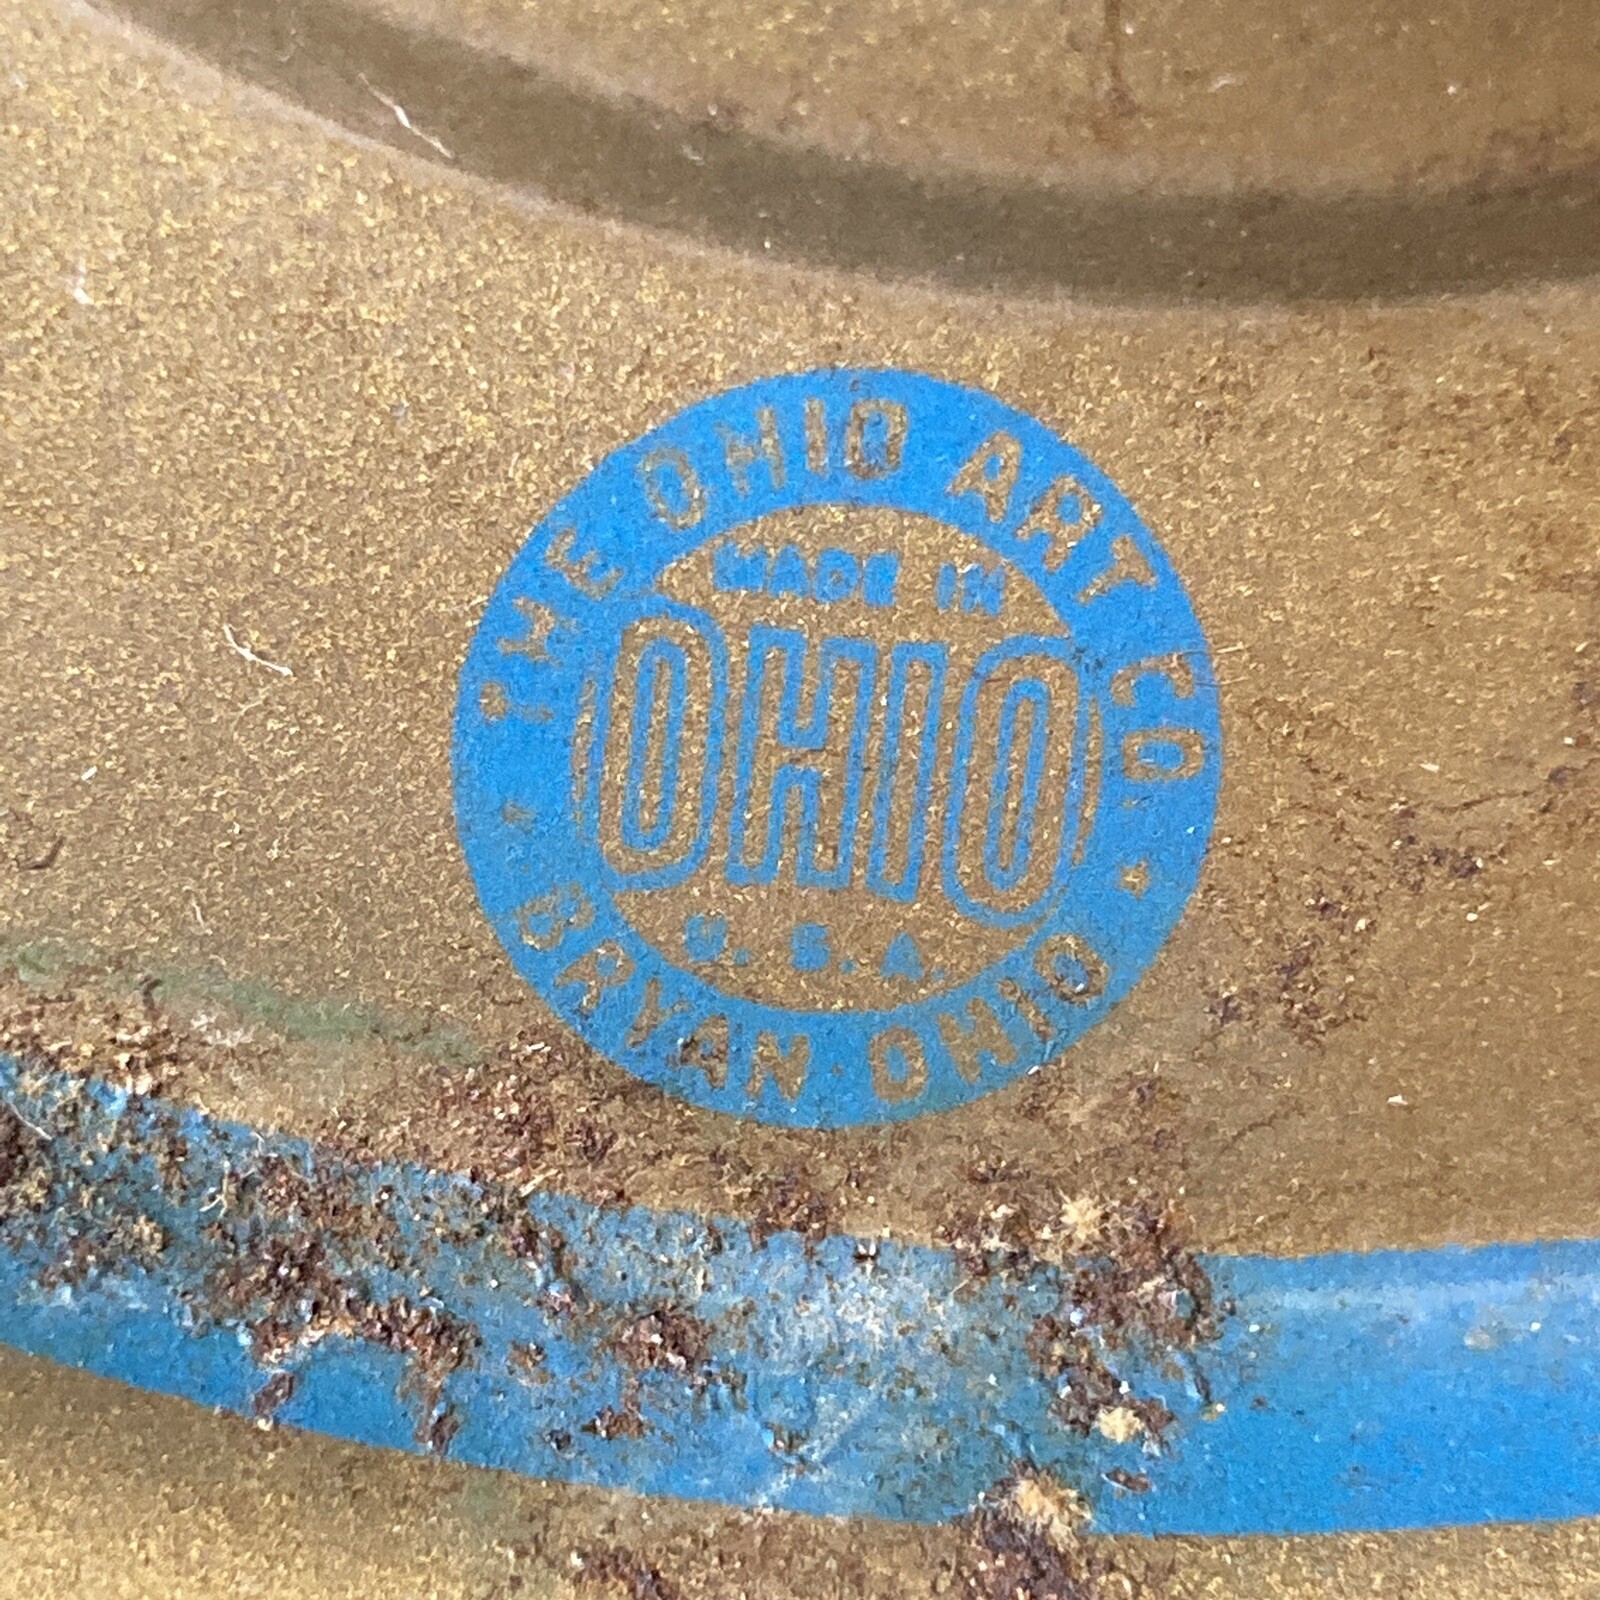 THE OHIO ART CO.
MADE IN
OHIO
U. S. A.
BRYAN · OHIO